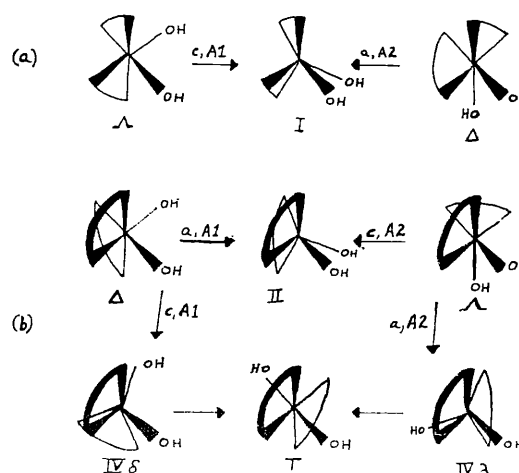 OH
(a) c, A1 a, A2
OH
OH OH HO O
Λ I Δ
OH
a, A1 OH c, A2
OH OH OH O
Δ II Λ
(b) c, A1 a, A2
OH HO
HO
OH OH
IV δ T IV λ